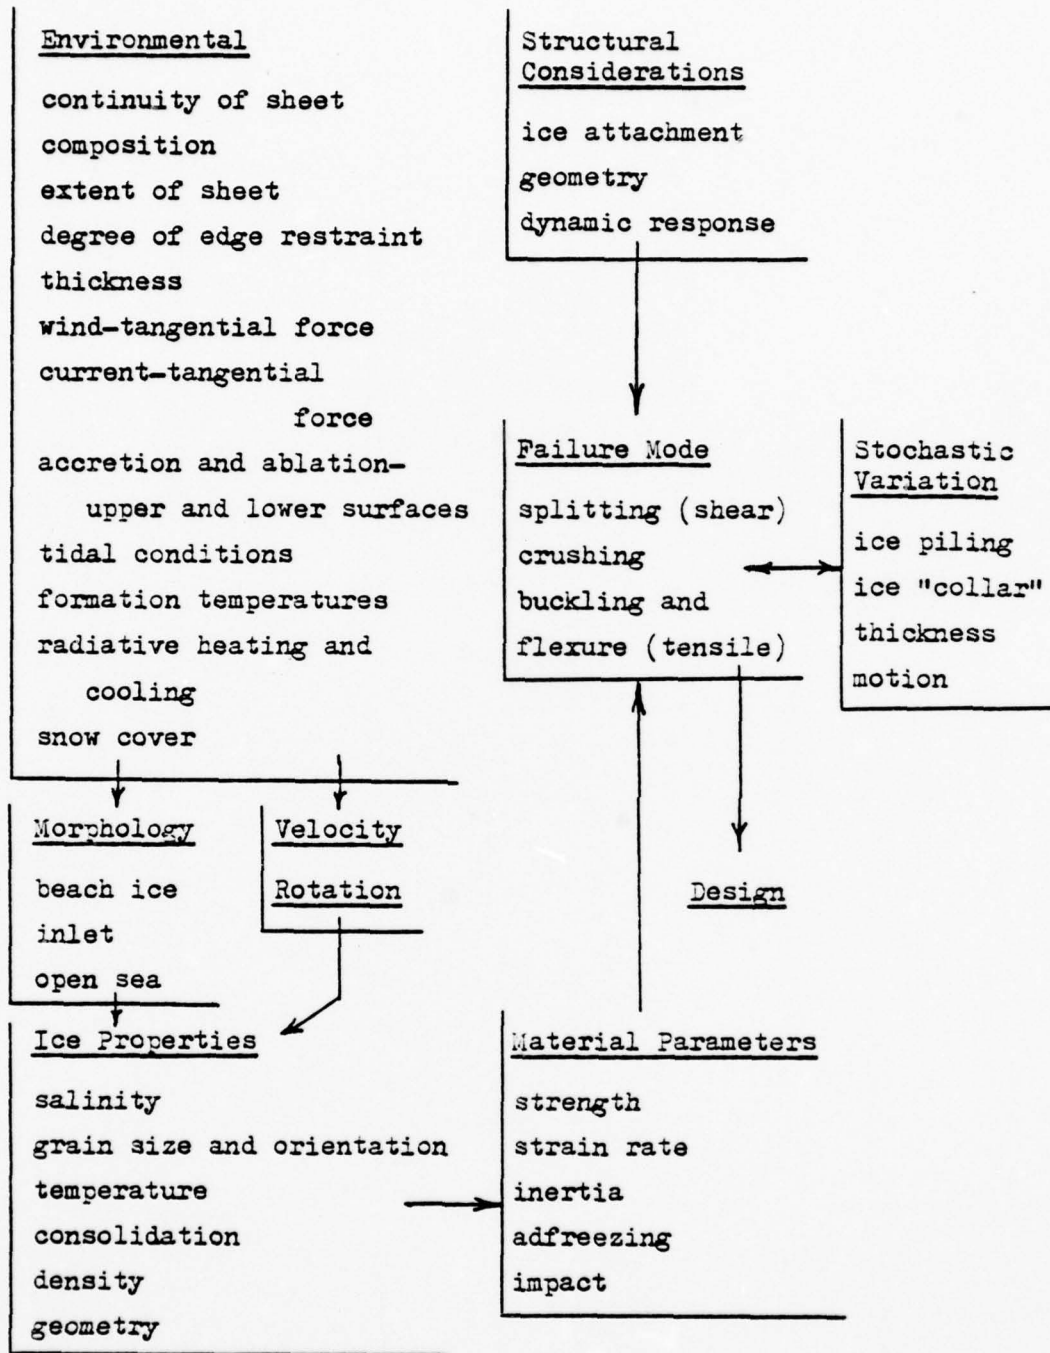 Environmental
continuity of sheet
composition
extent of sheet
degree of edge restraint
thickness
wind-tangential force
current-tangential
force
accretion and ablation-
upper and lower surfaces
tidal conditions
formation temperatures
radiative heating and
cooling
snow cover
Structural
Considerations
ice attachment
geometry
dynamic response
Failure Mode
splitting (shear)
crushing
buckling and
flexure (tensile)
Stochastic
Variation
ice piling
ice "collar"
thickness
motion
Morphology
beach ice
inlet
open sea
Velocity
Rotation
Design
Ice Properties
salinity
grain size and orientation
temperature
consolidation
density
geometry
Material Parameters
strength
strain rate
inertia
adfreezing
impact